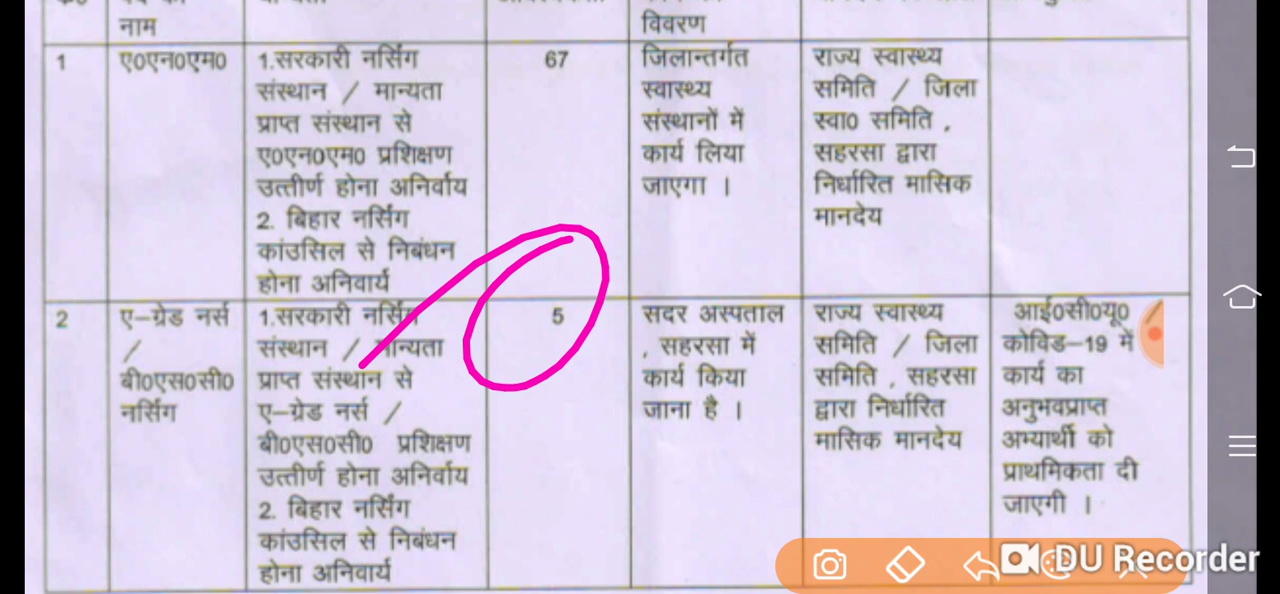 नाम
विवरण
1
ए0एन0एम0
1.सरकारी नर्सिंग
संस्थान / मान्यता
प्राप्त संस्थान से
ए0एन0एम0 प्रशिक्षण
उत्तीर्ण होना अनिर्वाय
2. बिहार नर्सिंग
कांउसिल से निबंधन
होना अनिवार्य
67
जिलान्तर्गत
स्वास्थ्य
संस्थानों में
कार्य लिया
जाएगा ।
राज्य स्वास्थ्य
समिति / जिला
स्वा0 समिति ,
सहरसा द्वारा
निर्धारित मासिक
मानदेय
2
ए-ग्रेड नर्स
/
बी0एस0सी0
नर्सिंग
1.सरकारी नर्सिंग
संस्थान / मान्यता
प्राप्त संस्थान से
ए-ग्रेड नर्स /
बी0एस0सी0 प्रशिक्षण
उत्तीर्ण होना अनिर्वाय
2. बिहार नर्सिंग
कांउसिल से निबंधन
होना अनिवार्य
5
सदर अस्पताल
, सहरसा में
कार्य किया
जाना है ।
राज्य स्वास्थ्य
समिति / जिला
समिति , सहरसा
द्वारा निर्धारित
मासिक मानदेय
आई0सी0यू0 /
कोविड-19 में
कार्य का
अनुभवप्राप्त
अभ्यार्थी को
प्राथमिकता दी
जाएगी ।
DU Recorder